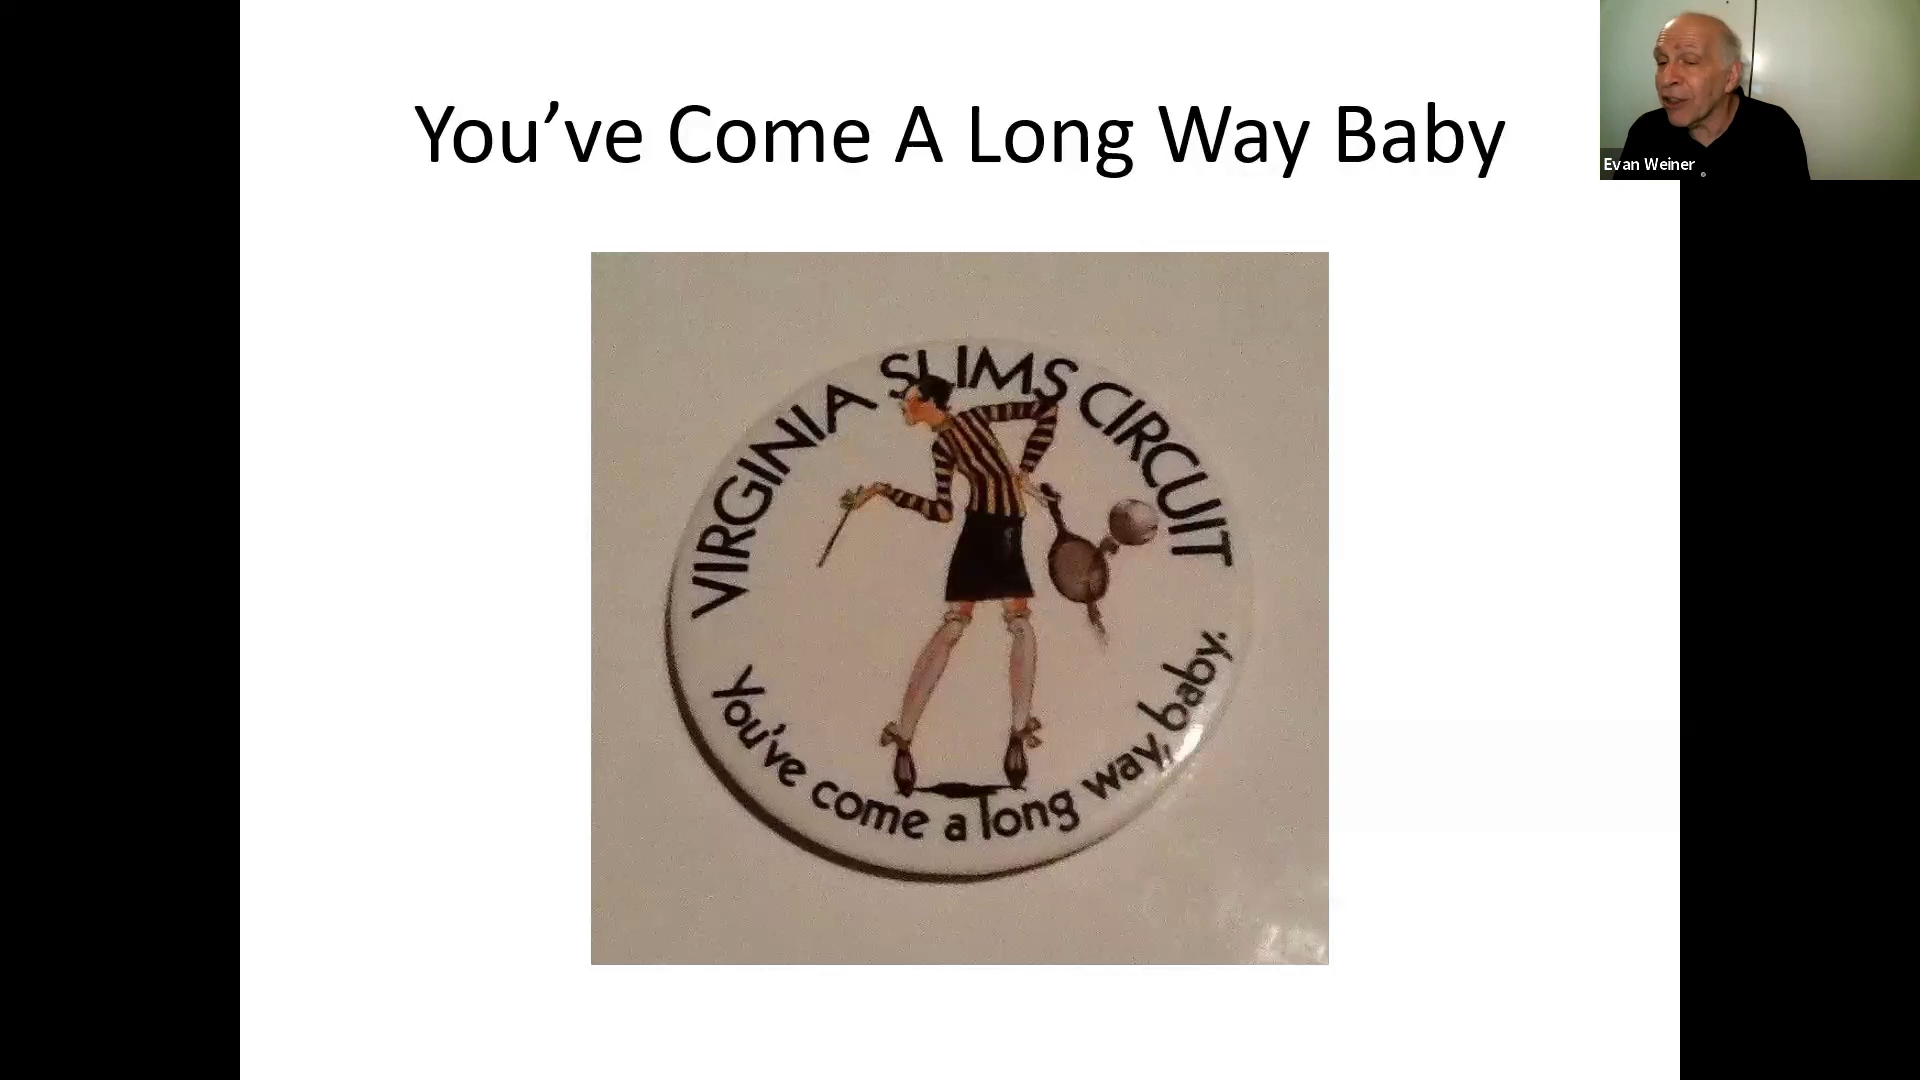 You’ve Come A Long Way Baby
Evan Weiner
VIRGINIA SLIMS CIRCUIT
You've come a long way, baby.